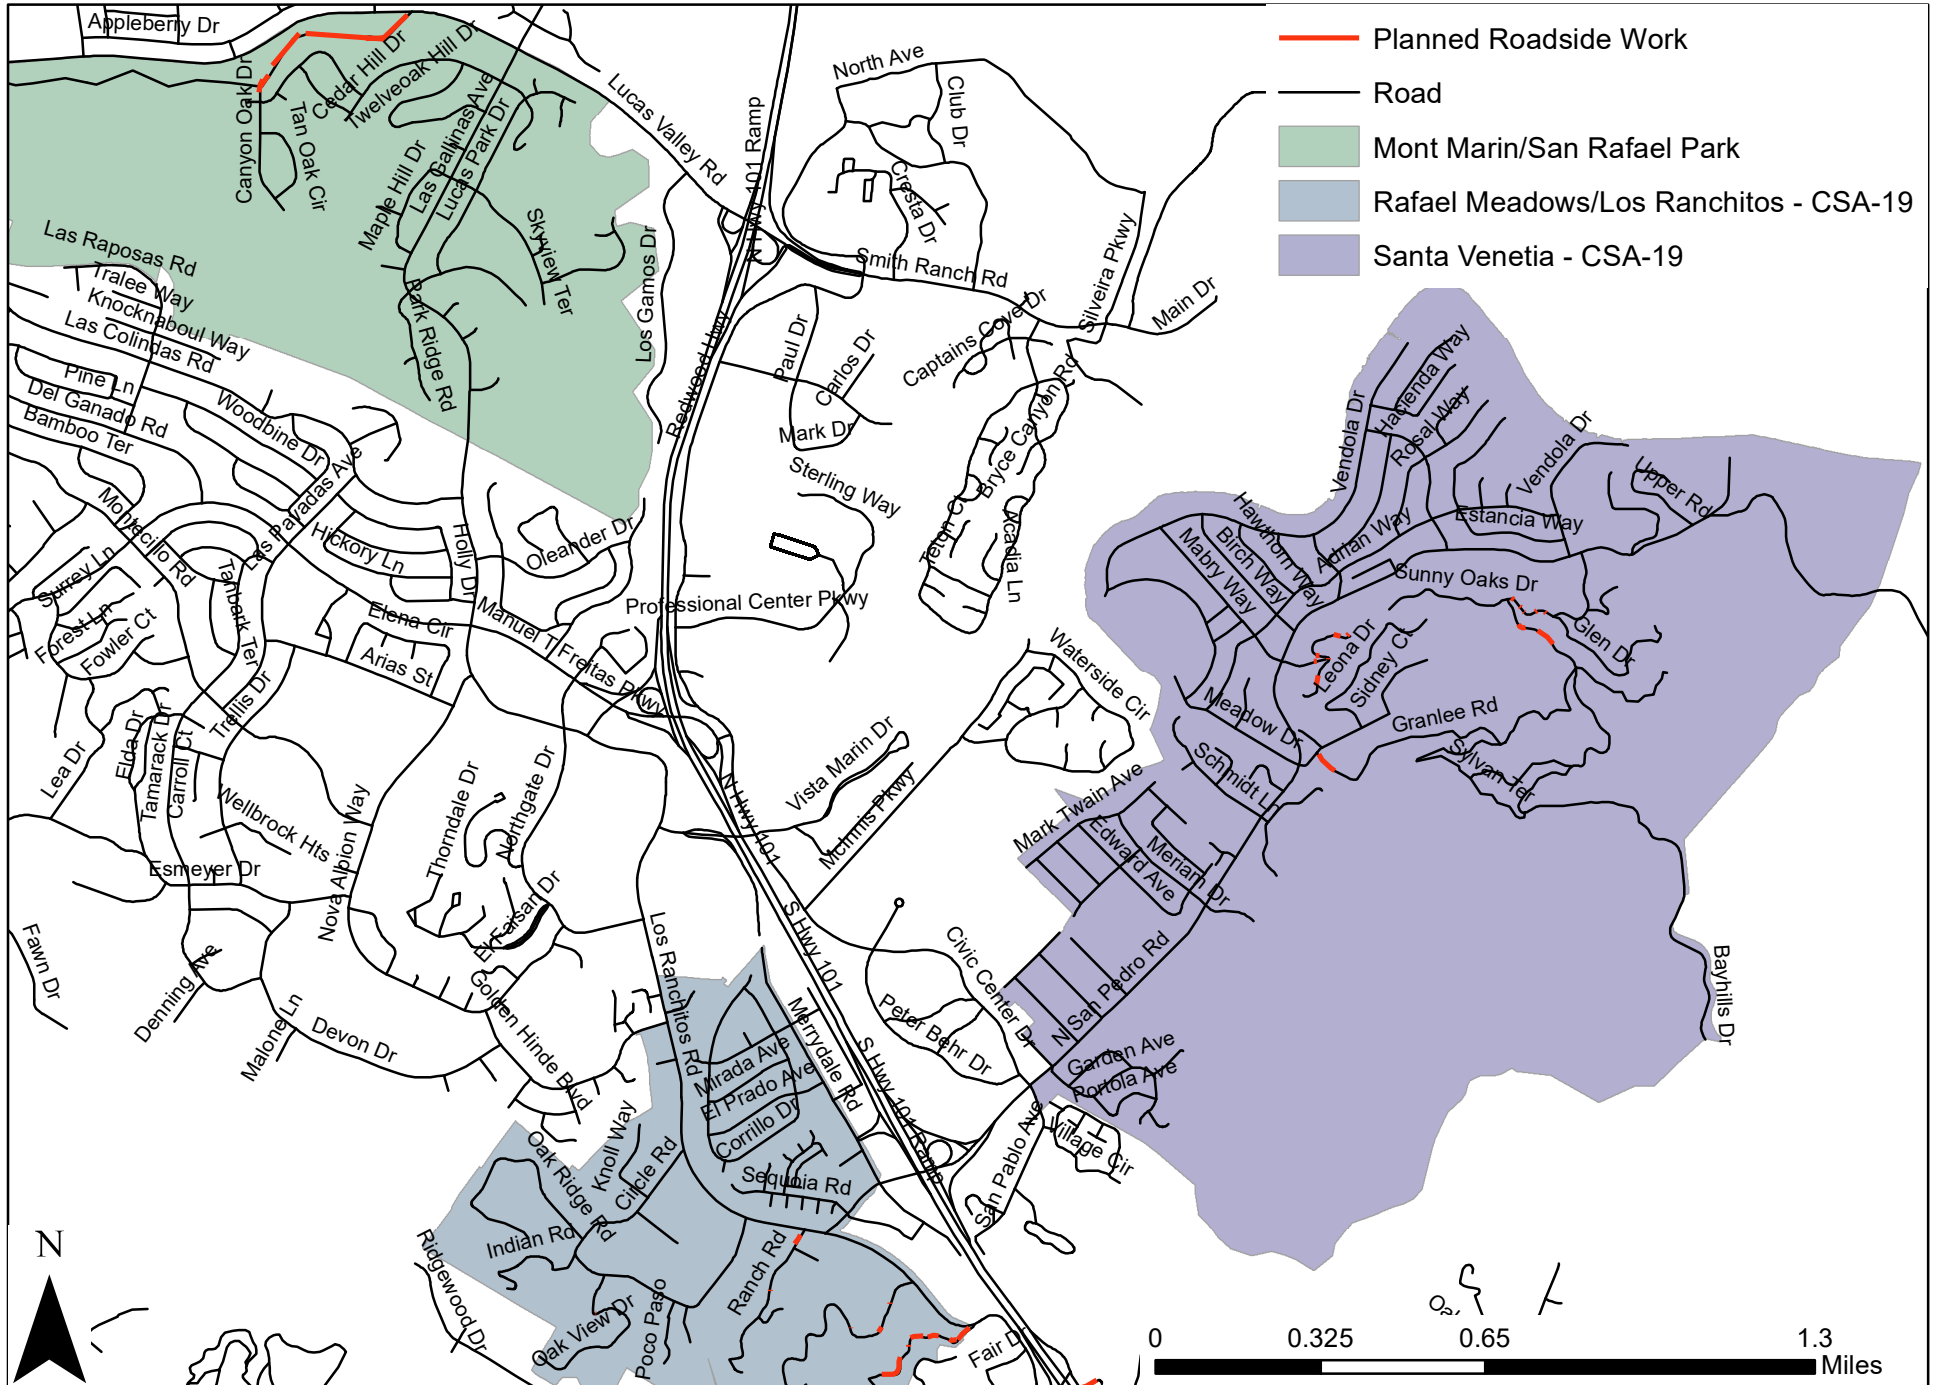 Planned Roadside Work
Road
Mont Marin/San Rafael Park
Rafael Meadows/Los Ranchitos - CSA-19
Santa Venetia - CSA-19
Appleberry Dr
Canyon Oak Dr
Tan Oak Cir
Cedar Hill Dr
Twelveoak Hill Dr
Las Gallinas Ave
Lucas Park Dr
Maple Hill Dr
Skyview Ter
Park Ridge Rd
Lucas Valley Rd
Los Gamos Dr
N Hwy 101 Ramp
Redwood Hwy
North Ave
Club Dr
Cresta Dr
Smith Ranch Rd
Silveira Pkwy
Main Dr
Captains Cove Dr
Paul Dr
Carlos Dr
Mark Dr
Sterling Way
Bryce Canyon Rd
Teton Ct
Acadia Ln
Professional Center Pkwy
Las Raposas Rd
Tralee Way
Knocknaboul Way
Las Colindas Rd
Pine Ln
Del Ganado Rd
Bamboo Ter
Woodbine Dr
Las Pavadas Ave
Montecillo Rd
Hickory Ln
Holly Dr
Oleander Dr
Surrey Ln
Forest Ln
Fowler Ct
Tanbark Ter
Elena Cir
Arias St
Manuel T Freitas Pkwy
Trellis Dr
Elda Dr
Tamarack Dr
Carroll Ct
Lea Dr
Wellbrock Hts
Esmeyer Dr
Nova Albion Way
Thorndale Dr
Northgate Dr
El Faisan Dr
Golden Hinde Blvd
Fawn Dr
Denning Ave
Malone Ln
Devon Dr
N Hwy 101
S Hwy 101
S Hwy 101 Ramp
Vista Marin Dr
McInnis Pkwy
Waterside Cir
Civic Center Dr
Peter Behr Dr
Merrydale Rd
Los Ranchitos Rd
Mirada Ave
El Prado Ave
Corrillo Dr
Sequoia Rd
Knoll Way
Circle Rd
Oak Ridge Rd
Indian Rd
Ridgewood Dr
Oak View Dr
Poco Paso
Ranch Rd
Fair Dr
San Pablo Ave
Village Cir
Garden Ave
Portola Ave
N San Pedro Rd
Vendola Dr
Hacienda Way
Rosal Way
Vendola Dr
Upper Rd
Estancia Way
Adrian Way
Hawthorn Way
Birch Way
Mabry Way
Sunny Oaks Dr
Glen Dr
Leona Dr
Sidney Ct
Granlee Rd
Meadow Dr
Schmidt Ln
Sylvan Ter
Mark Twain Ave
Edward Ave
Meriam Dr
Bayhills Dr
N
0 0.325 0.65 1.3
Miles